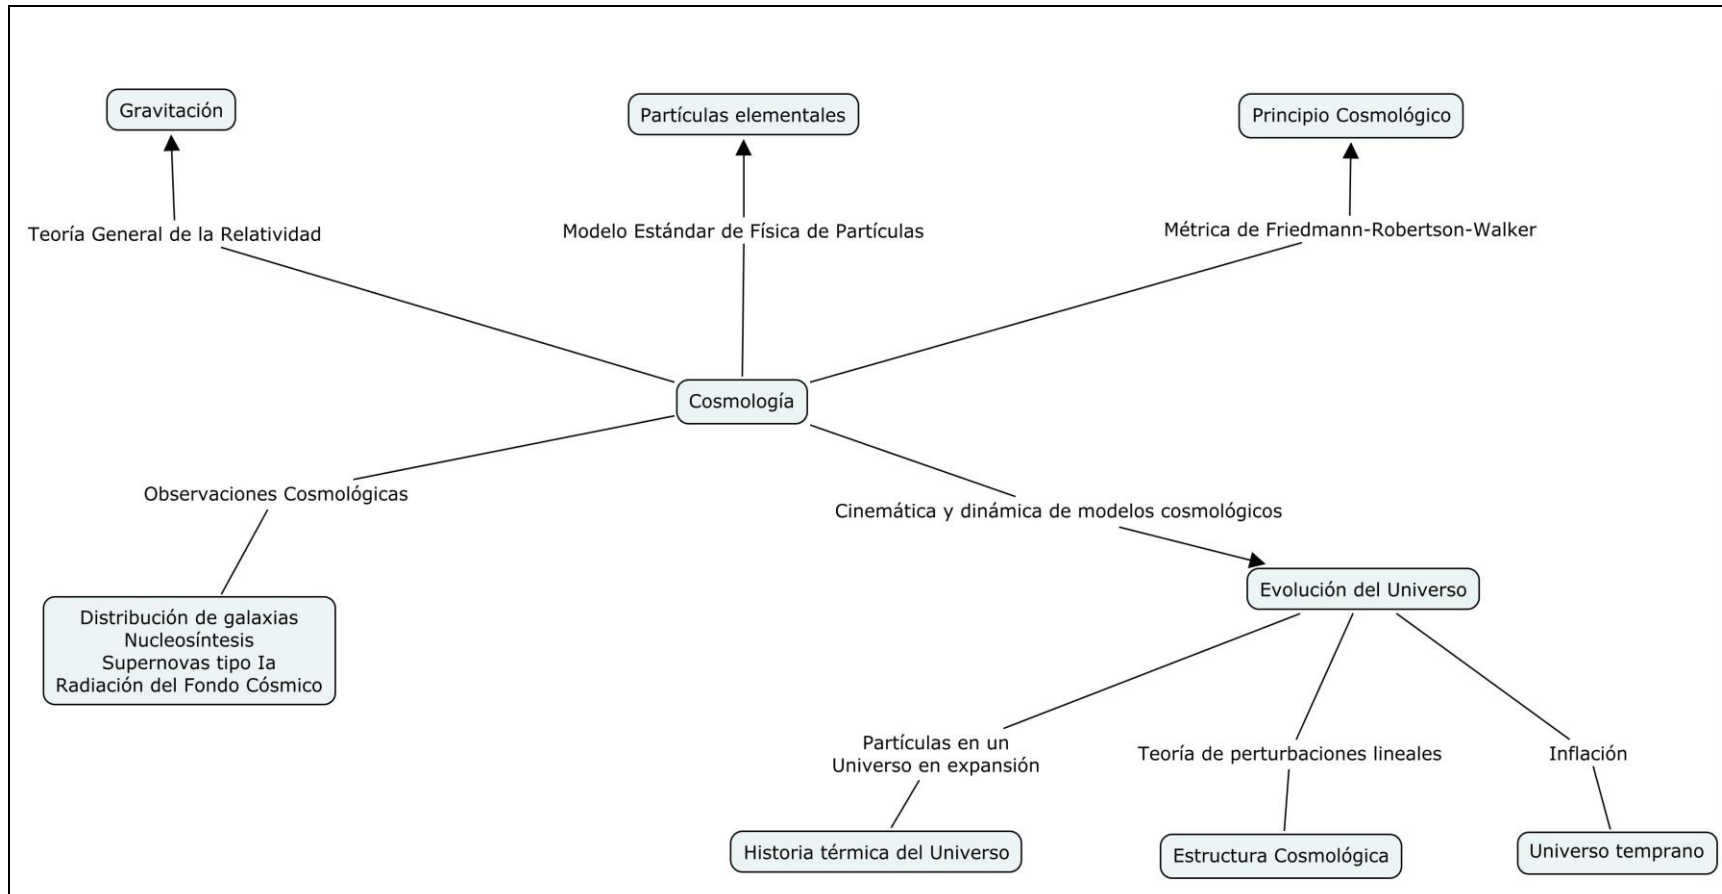 Gravitación
Partículas elementales
Principio Cosmológico
Teoría General de la Relatividad
Modelo Estándar de Física de Partículas
Métrica de Friedmann-Robertson-Walker
Cosmología
Observaciones Cosmológicas
Cinemática y dinámica de modelos cosmológicos
Distribución de galaxias
Nucleosíntesis
Supernovas tipo Ia
Radiación del Fondo Cósmico
Evolución del Universo
Partículas en un
Universo en expansión
Teoría de perturbaciones lineales
Inflación
Historia térmica del Universo
Estructura Cosmológica
Universo temprano